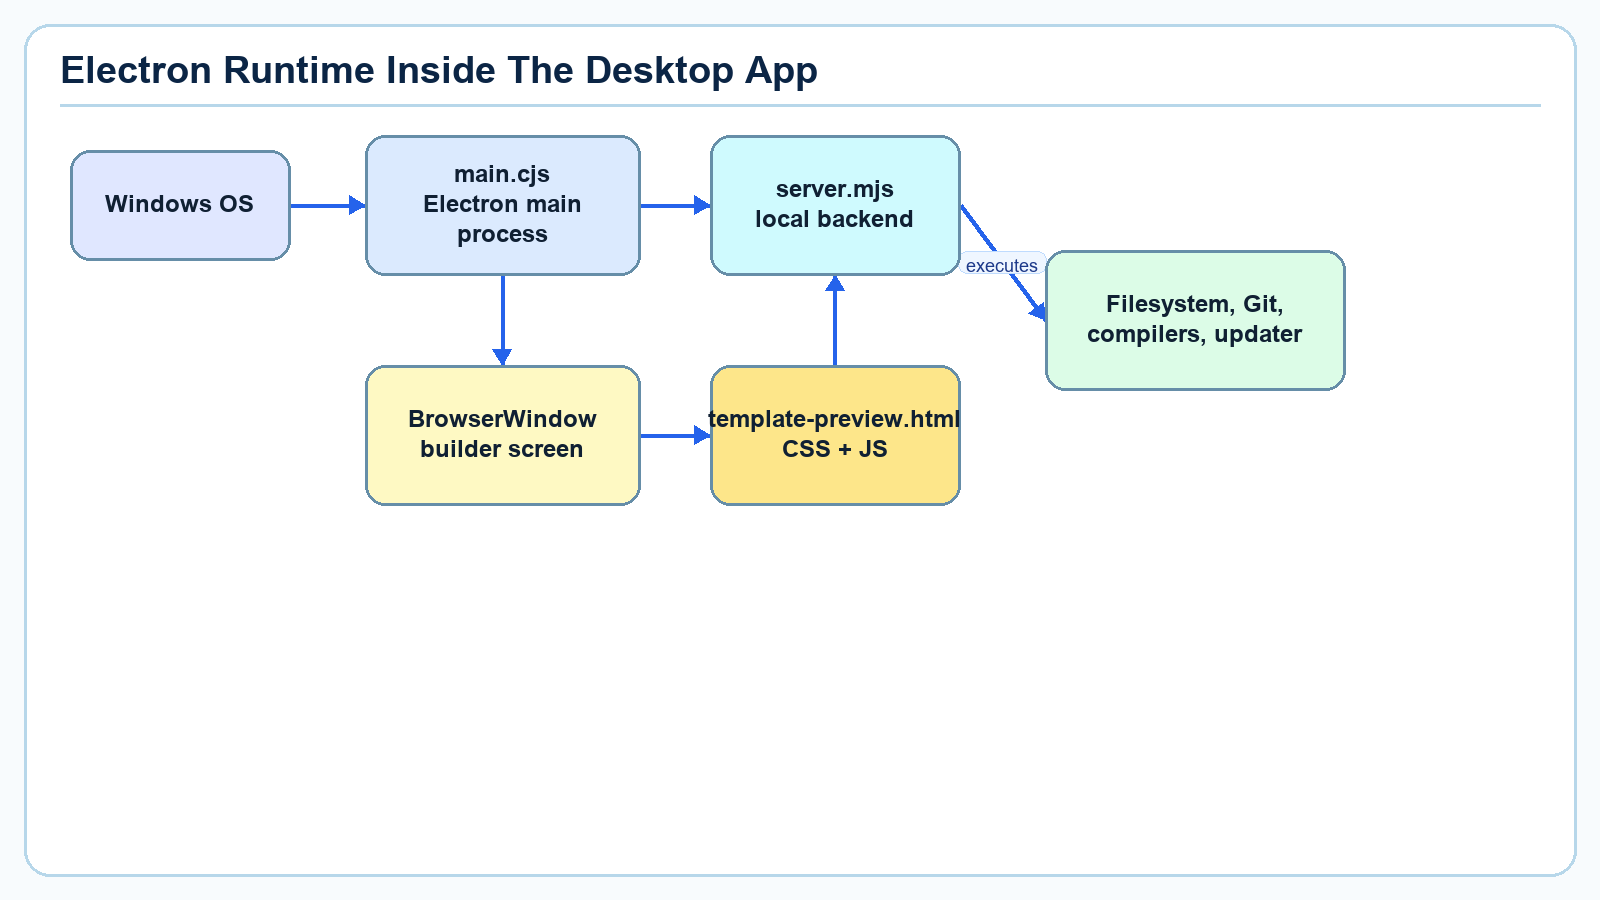 Electron Runtime Inside The Desktop App
Windows OS
main.cjs
Electron main
process
server.mjs
local backend
executes
Filesystem, Git,
compilers, updater
BrowserWindow
builder screen
template-preview.html
CSS + JS